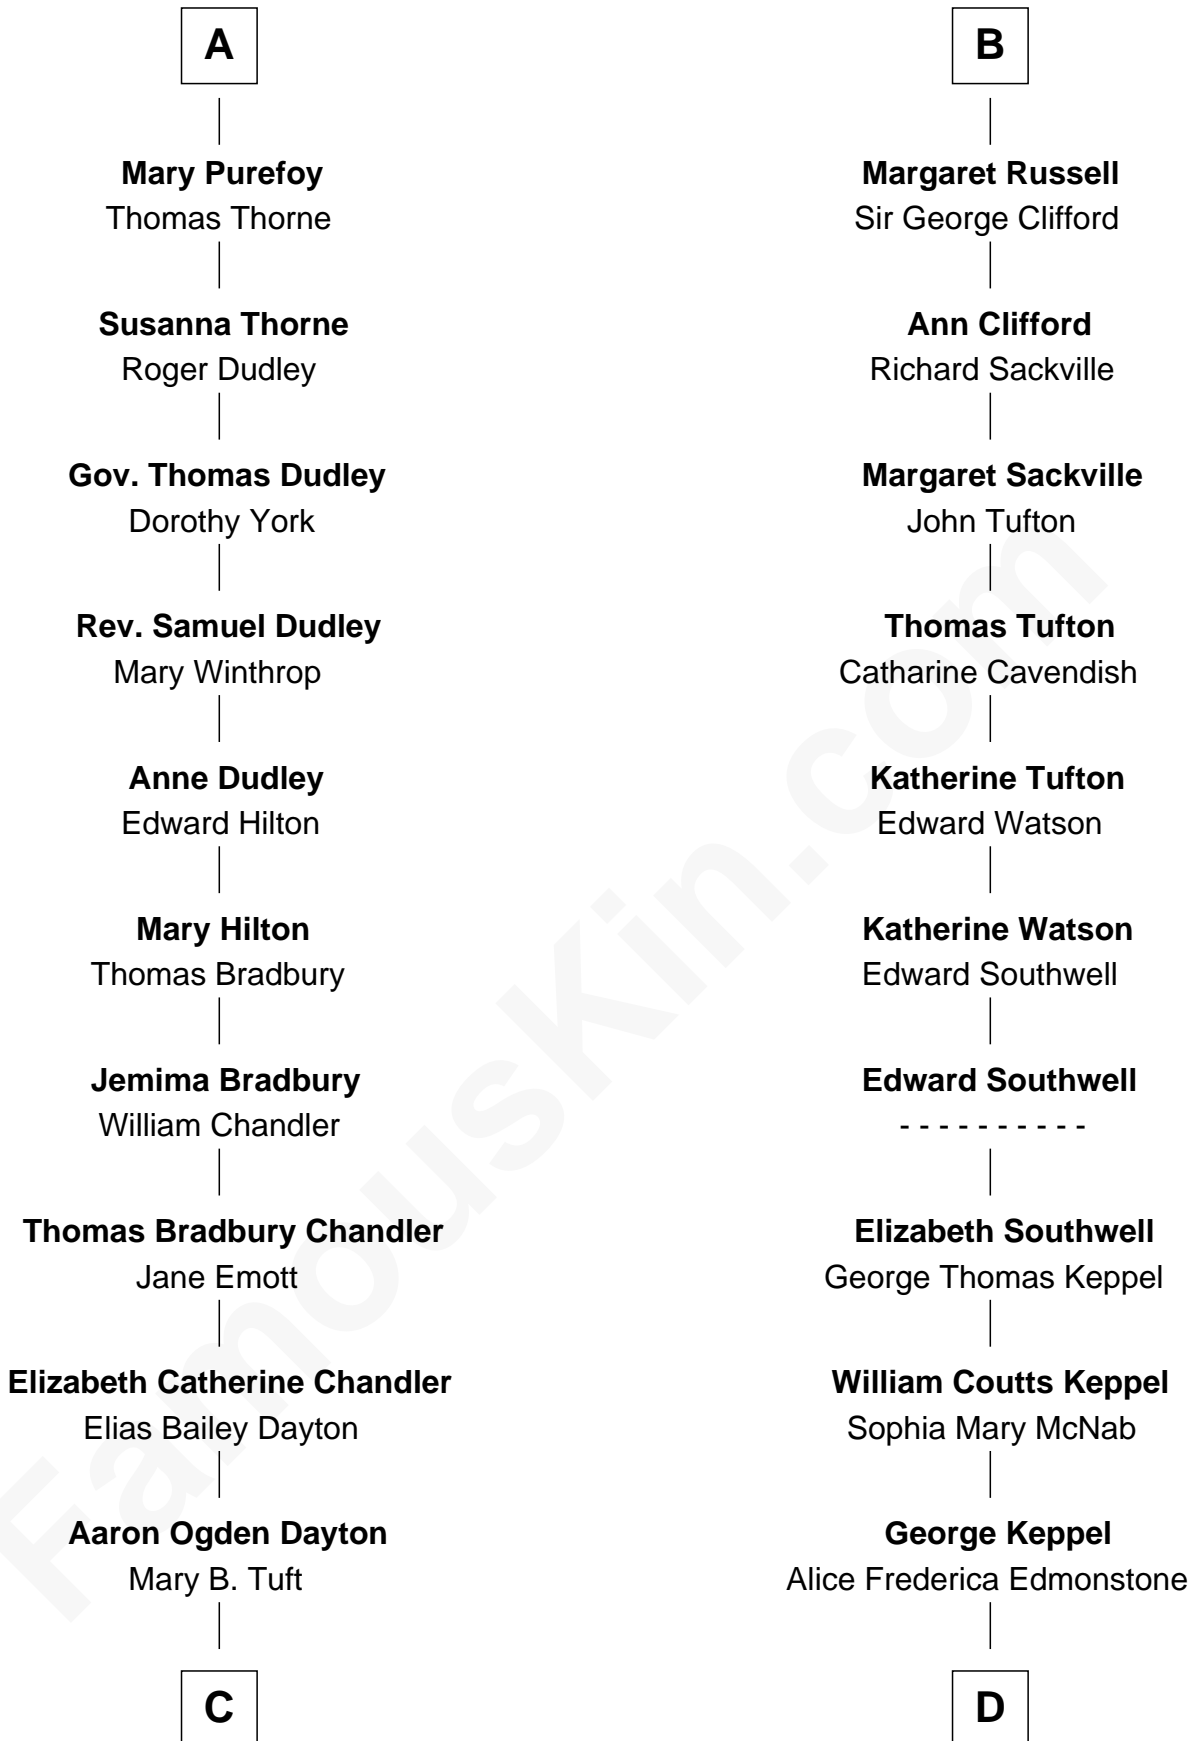 A
Mary Purefoy
Thomas Thorne
Susanna Thorne
Roger Dudley
Gov. Thomas Dudley
Dorothy York
Rev. Samuel Dudley
Mary Winthrop
Anne Dudley
Edward Hilton
Mary Hilton
Thomas Bradbury
Jemima Bradbury
William Chandler
Thomas Bradbury Chandler
Jane Emott
Elizabeth Catherine Chandler
Elias Bailey Dayton
Aaron Ogden Dayton
Mary B. Tuft
C
B
Margaret Russell
Sir George Clifford
Ann Clifford
Richard Sackville
Margaret Sackville
John Tufton
Thomas Tufton
Catharine Cavendish
Katherine Tufton
Edward Watson
Katherine Watson
Edward Southwell
Edward Southwell
- - - - - - - - - -
Elizabeth Southwell
George Thomas Keppel
William Coutts Keppel
Sophia Mary McNab
George Keppel
Alice Frederica Edmonstone
D
FamousKin.com